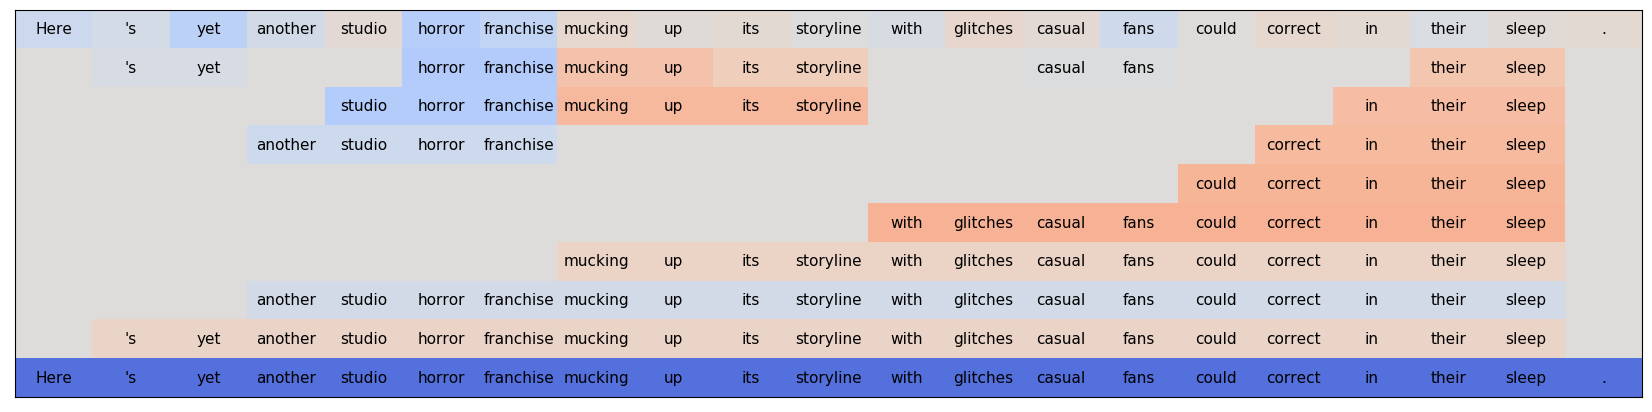 Here 's yet another studio horror franchise mucking up its storyline with glitches casual fans could correct in their sleep .
's yet horror franchise mucking up its storyline casual fans their sleep
studio horror franchise mucking up its storyline in their sleep
another studio horror franchise correct in their sleep
could correct in their sleep
with glitches casual fans could correct in their sleep
mucking up its storyline with glitches casual fans could correct in their sleep
another studio horror franchise mucking up its storyline with glitches casual fans could correct in their sleep
's yet another studio horror franchise mucking up its storyline with glitches casual fans could correct in their sleep
Here 's yet another studio horror franchise mucking up its storyline with glitches casual fans could correct in their sleep .